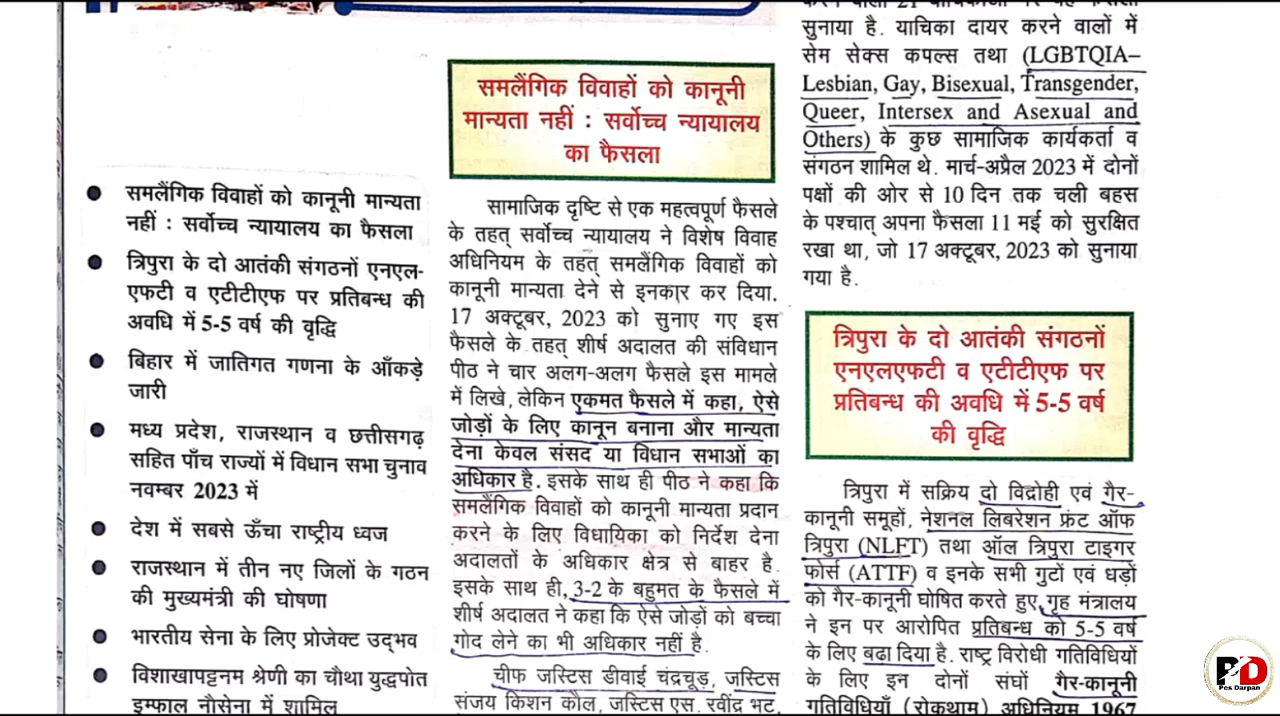 समलैंगिक विवाहों को कानूनी मान्यता
नहीं : सर्वोच्च न्यायालय का फैसला
त्रिपुरा के दो आतंकी संगठनों एनएल-
एफटी व एटीटीएफ पर प्रतिबन्ध की
अवधि में 5-5 वर्ष की वृद्धि
बिहार में जातिगत गणना के आँकड़े
जारी
मध्य प्रदेश, राजस्थान व छत्तीसगढ़
सहित पाँच राज्यों में विधान सभा चुनाव
नवम्बर 2023 में
देश में सबसे ऊँचा राष्ट्रीय ध्वज
राजस्थान में तीन नए जिलों के गठन
की मुख्यमंत्री की घोषणा
भारतीय सेना के लिए प्रोजेक्ट उद्भव
विशाखापट्टनम श्रेणी का चौथा युद्धपोत
इम्फाल नौसेना में शामिल
समलैंगिक विवाहों को कानूनी
मान्यता नहीं : सर्वोच्च न्यायालय
का फैसला
सामाजिक दृष्टि से एक महत्वपूर्ण फैसले
के तहत् सर्वोच्च न्यायालय ने विशेष विवाह
अधिनियम के तहत् समलैंगिक विवाहों को
कानूनी मान्यता देने से इनकार कर दिया.
17 अक्टूबर, 2023 को सुनाए गए इस
फैसले के तहत् शीर्ष अदालत की संविधान
पीठ ने चार अलग-अलग फैसले इस मामले
में लिखे, लेकिन एकमत फैसले में कहा, ऐसे
जोड़ों के लिए कानून बनाना और मान्यता
देना केवल संसद या विधान सभाओं का
अधिकार है. इसके साथ ही पीठ ने कहा कि
समलैंगिक विवाहों को कानूनी मान्यता प्रदान
करने के लिए विधायिका को निर्देश देना
अदालतों के अधिकार क्षेत्र से बाहर है.
इसके साथ ही, 3-2 के बहुमत के फैसले में
शीर्ष अदालत ने कहा कि ऐसे जोड़ों को बच्चा
गोद लेने का भी अधिकार नहीं है.
चीफ जस्टिस डीवाई चंद्रचूड़, जस्टिस
संजय किशन कौल, जस्टिस एस. रवींद्र भट,
सुनाया है. याचिका दायर करने वालों में
सेम सेक्स कपल्स तथा (LGBTQIA–
Lesbian, Gay, Bisexual, Transgender,
Queer, Intersex and Asexual and
Others) के कुछ सामाजिक कार्यकर्ता व
संगठन शामिल थे. मार्च-अप्रैल 2023 में दोनों
पक्षों की ओर से 10 दिन तक चली बहस
के पश्चात् अपना फैसला 11 मई को सुरक्षित
रखा था, जो 17 अक्टूबर, 2023 को सुनाया
गया है.
त्रिपुरा के दो आतंकी संगठनों
एनएलएफटी व एटीटीएफ पर
प्रतिबन्ध की अवधि में 5-5 वर्ष
की वृद्धि
त्रिपुरा में सक्रिय दो विद्रोही एवं गैर-
कानूनी समूहों, नेशनल लिबरेशन फ्रंट ऑफ
त्रिपुरा (NLFT) तथा ऑल त्रिपुरा टाइगर
फोर्स (ATTF) व इनके सभी गुटों एवं धड़ों
को गैर-कानूनी घोषित करते हुए, गृह मंत्रालय
ने इन पर आरोपित प्रतिबन्ध को 5-5 वर्ष
के लिए बढ़ा दिया है. राष्ट्र विरोधी गतिविधियों
के लिए इन दोनों संघों गैर-कानूनी
गतिविधियाँ (रोकथाम) अधिनियम 1967
PD
Pes Darpan